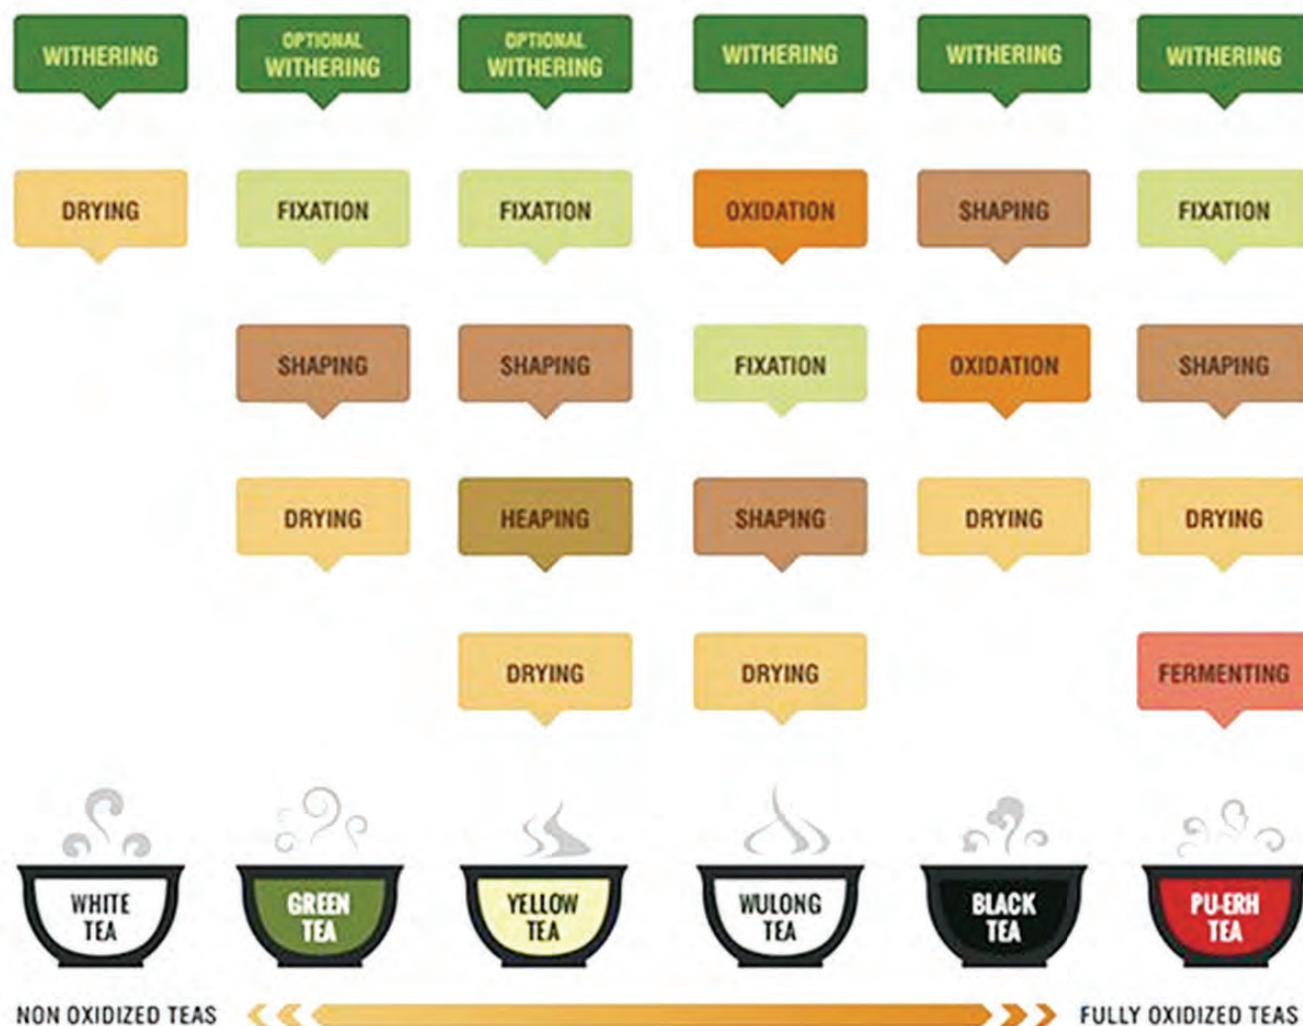 WITHERING
OPTIONAL
WITHERING
OPTIONAL
WITHERING
WITHERING
WITHERING
WITHERING
DRYING
FIXATION
FIXATION
OXIDATION
SHAPING
FIXATION
SHAPING
SHAPING
FIXATION
OXIDATION
SHAPING
DRYING
HEAPING
SHAPING
DRYING
DRYING
DRYING
DRYING
FERMENTING
WHITE
TEA
GREEN
TEA
YELLOW
TEA
WULONG
TEA
BLACK
TEA
PU-ERH
TEA
NON OXIDIZED TEAS
FULLY OXIDIZED TEAS